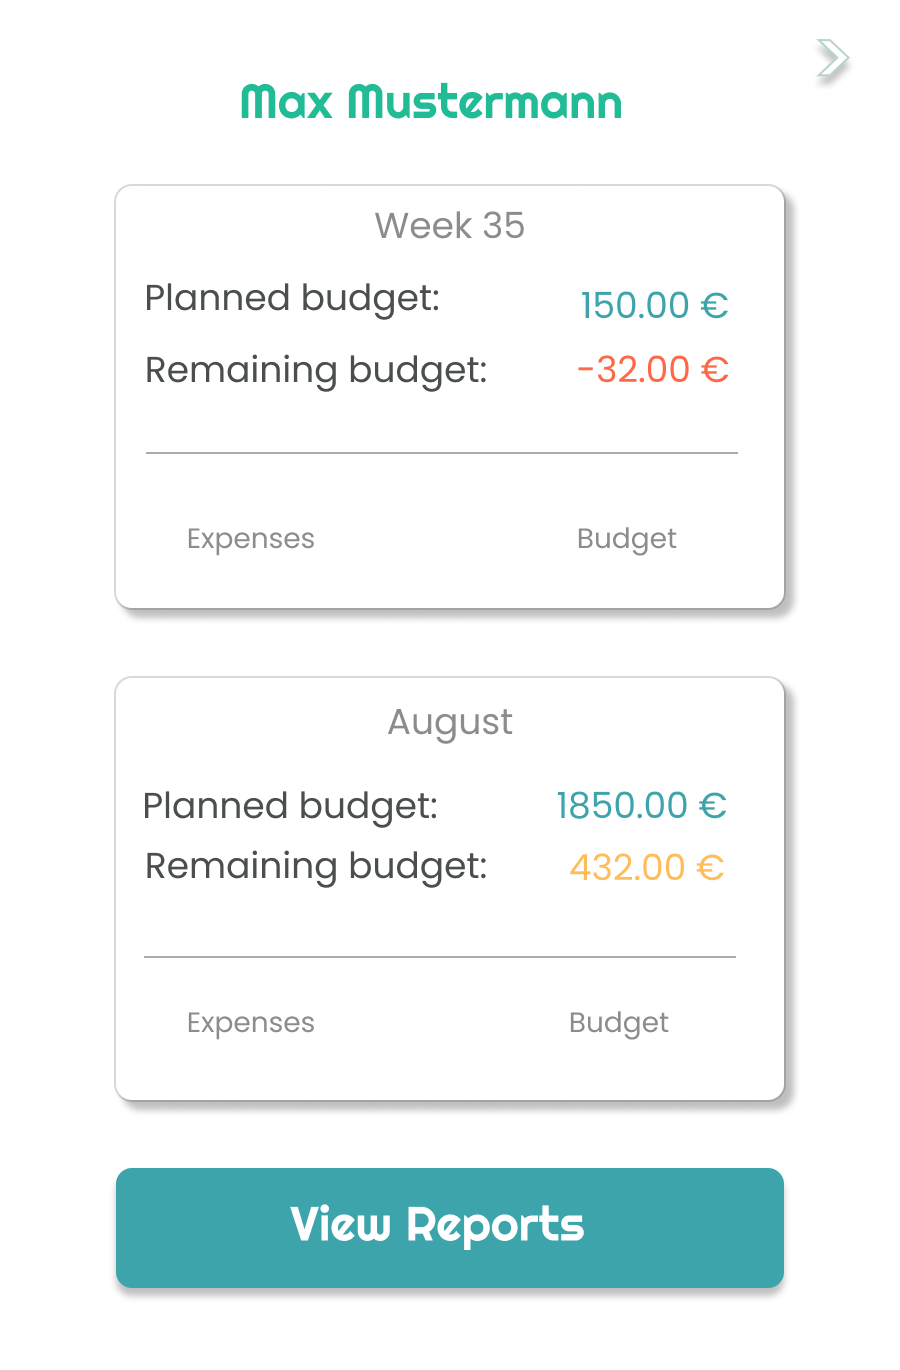 Max Mustermann
Week 35
Planned budget: 150.00 €
Remaining budget: -32.00 €
Expenses Budget
August
Planned budget: 1850.00 €
Remaining budget: 432.00 €
Expenses Budget
View Reports